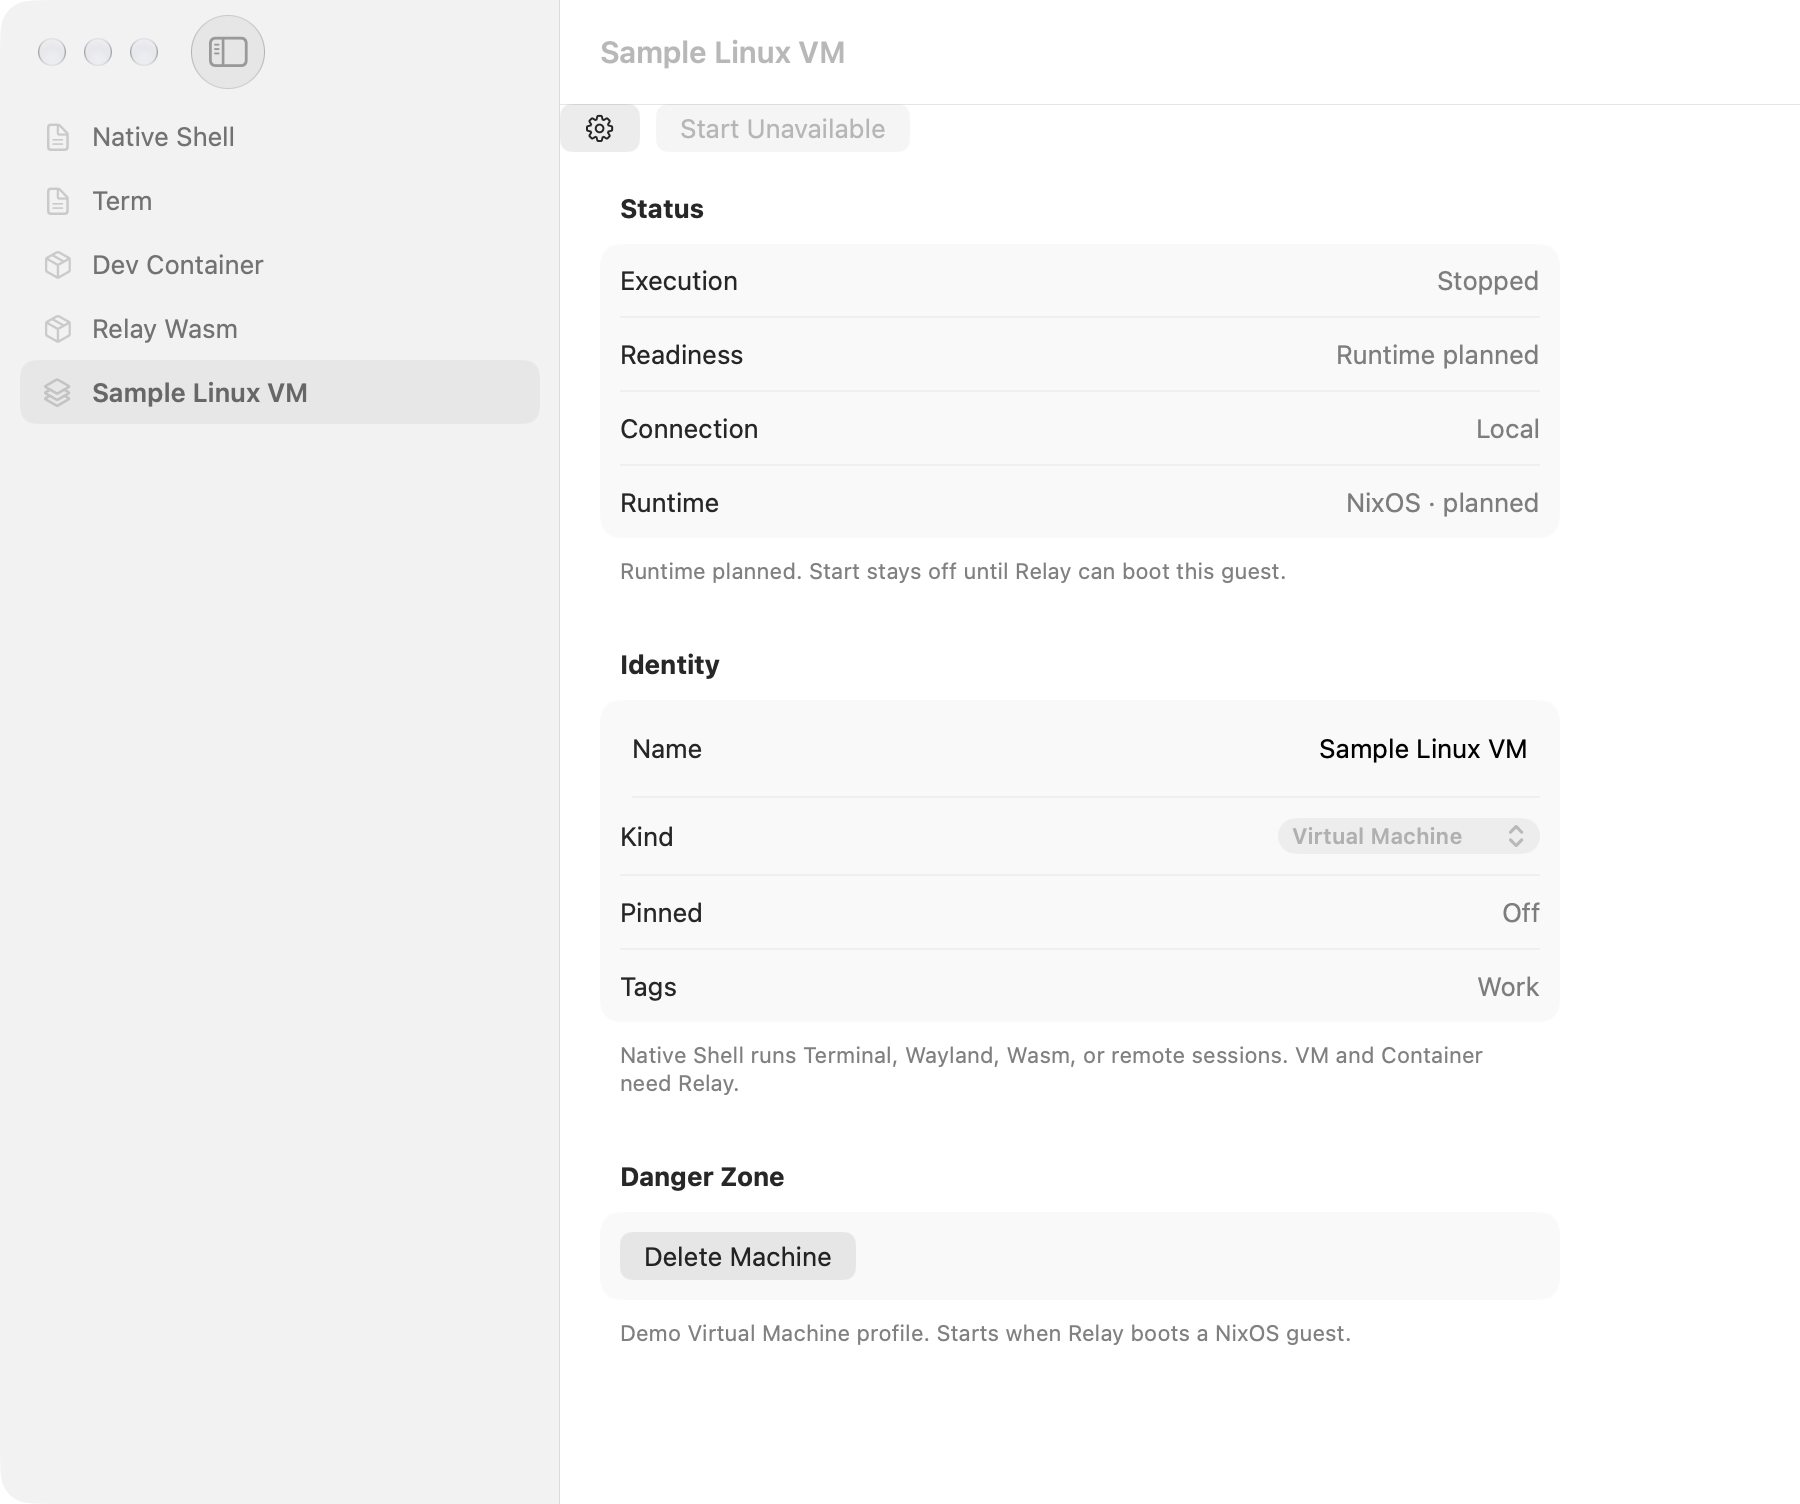 Sample Linux VM
Native Shell
Term
Dev Container
Relay Wasm
Sample Linux VM
Start Unavailable
Status
Execution Stopped
Readiness Runtime planned
Connection Local
Runtime NixOS · planned
Runtime planned. Start stays off until Relay can boot this guest.
Identity
Name Sample Linux VM
Kind Virtual Machine
Pinned Off
Tags Work
Native Shell runs Terminal, Wayland, Wasm, or remote sessions. VM and Container
need Relay.
Danger Zone
Delete Machine
Demo Virtual Machine profile. Starts when Relay boots a NixOS guest.